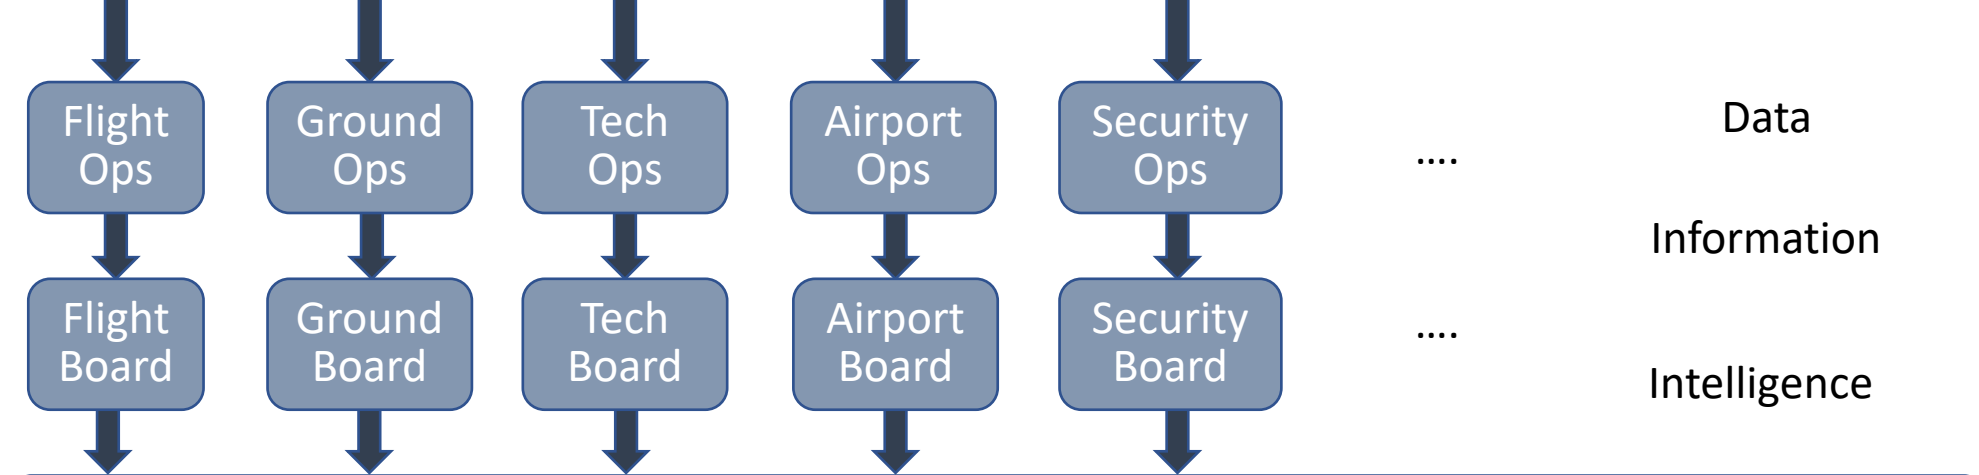 Flight
Ops
Ground
Ops
Tech
Ops
Airport
Ops
Security
Ops
....
Data
Information
Flight
Board
Ground
Board
Tech
Board
Airport
Board
Security
Board
....
Intelligence